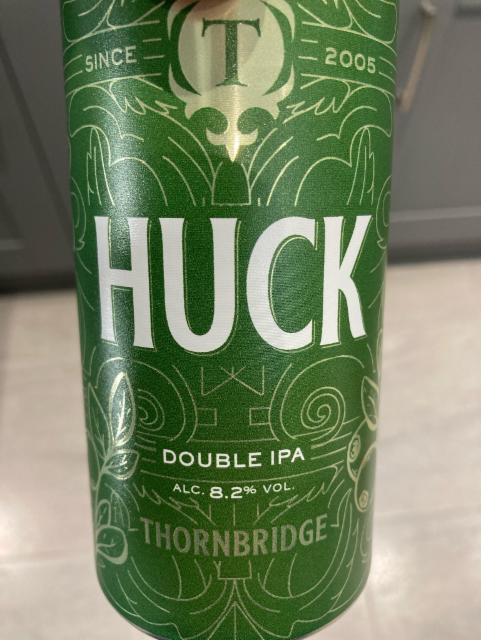 T
SINCE 2005
HUCK
DOUBLE IPA
ALC. 8.2% VOL.
THORNBRIDGE